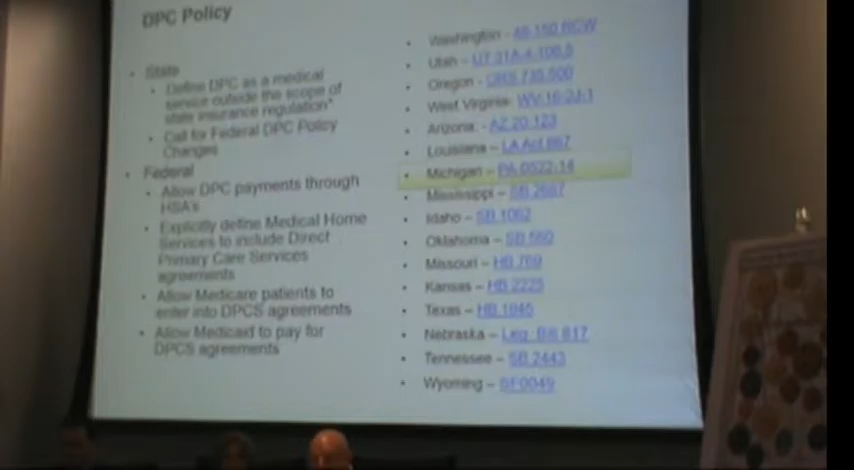 DPC Policy
State
Define DPC as a medical
service outside the scope of
state insurance regulation*
Call for Federal DPC Policy
Changes
Federal
Allow DPC payments through
HSA's
Explicitly define Medical Home
Services to include Direct
Primary Care Services
agreements
Allow Medicare patients to
enter into DPCS agreements
Allow Medicaid to pay for
DPCS agreements
Washington - 48-150 RCW
Utah – UT 31A-4-106.5
Oregon - ORS 735.500
West Virginia- WV-16-2J-1
Arizona - AZ 20-123
Louisiana – LA Act 867
Michigan – PA-0522-14
Mississippi – SB 2687
Idaho – SB 1062
Oklahoma – SB 560
Missouri – HB 769
Kansas – HB 2225
Texas – HB 1945
Nebraska – Leg. Bill 817
Tennessee – SB 2443
Wyoming – SF0049